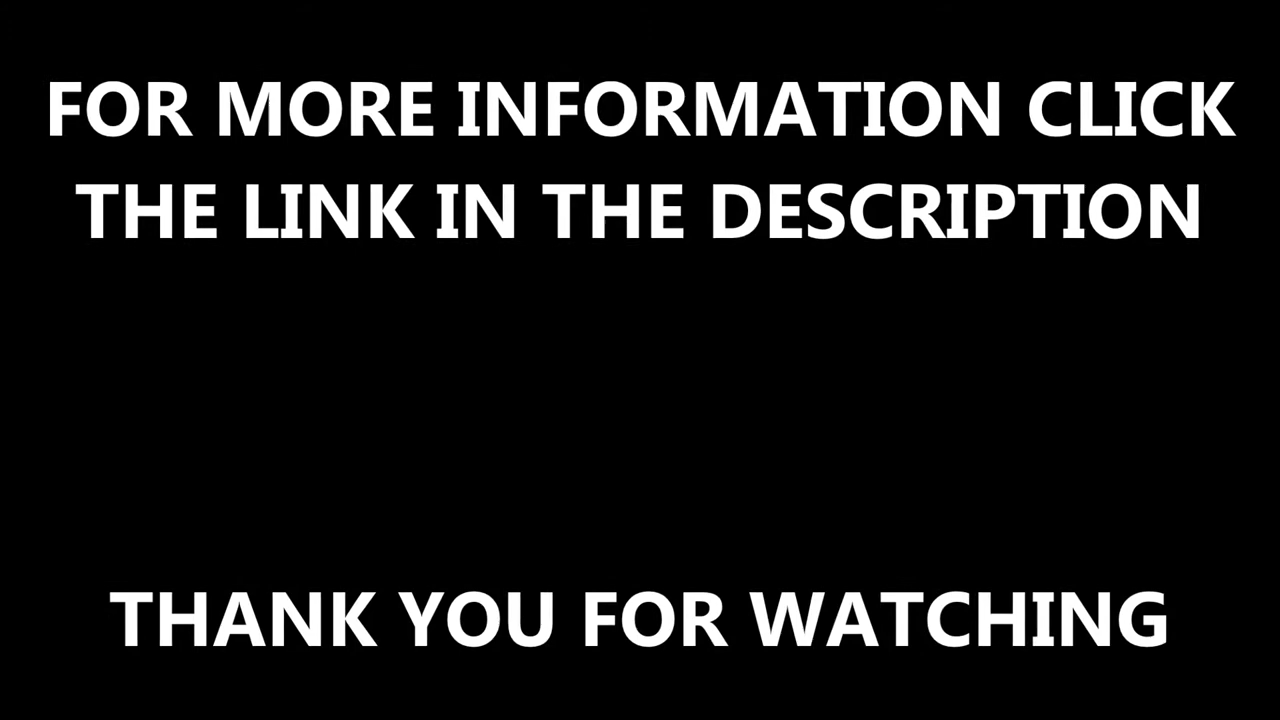 FOR MORE INFORMATION CLICK
THE LINK IN THE DESCRIPTION
THANK YOU FOR WATCHING